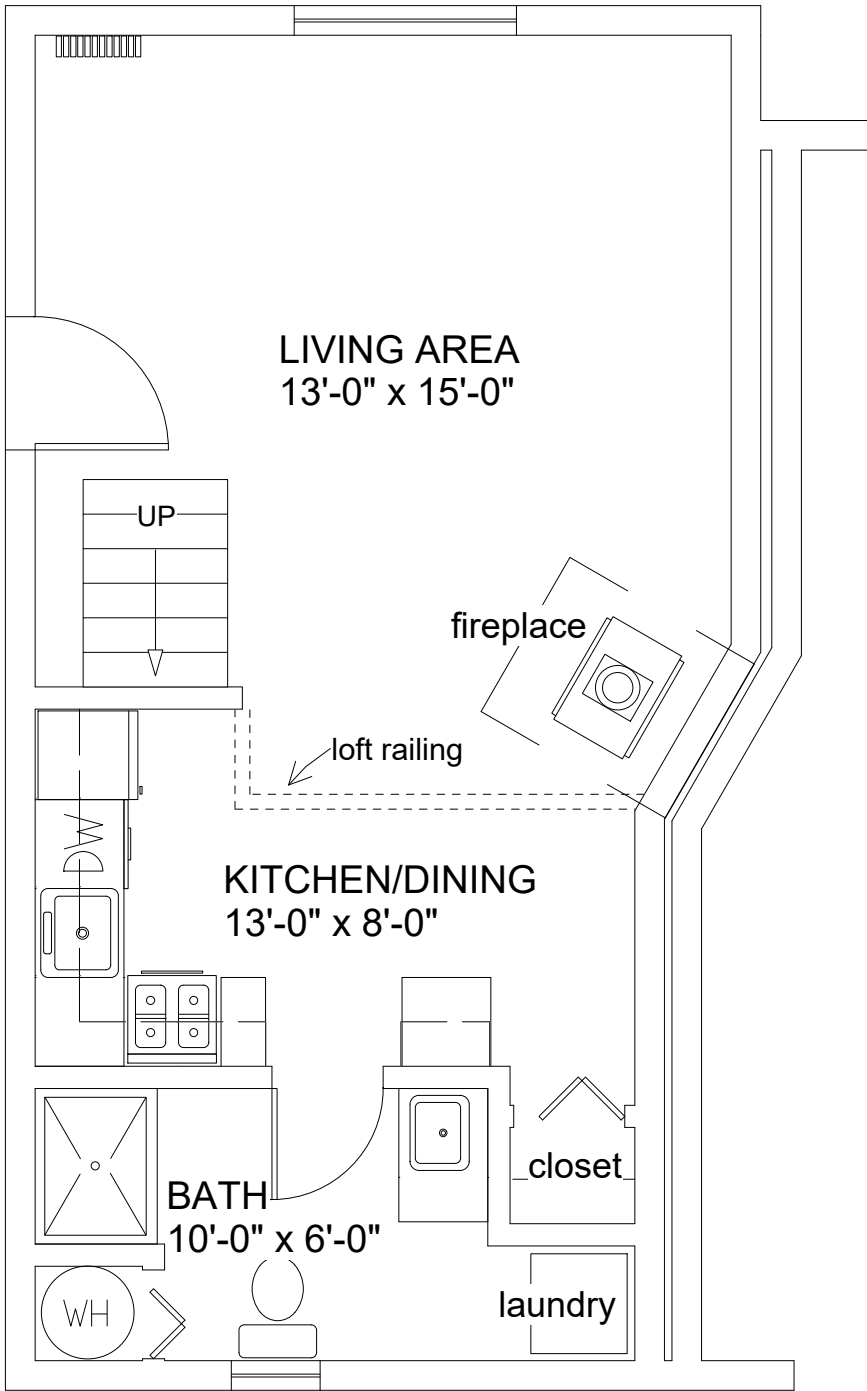 LIVING AREA
13'-0" x 15'-0"
UP
fireplace
loft railing
DW
KITCHEN/DINING
13'-0" x 8'-0"
closet
BATH
10'-0" x 6'-0"
laundry
WH